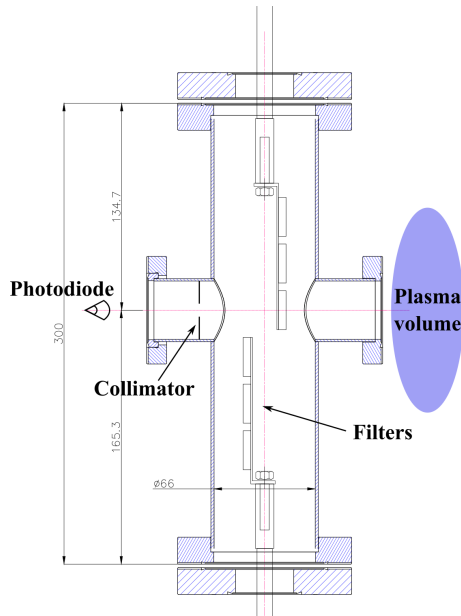 134.7
Photodiode
Plasma
volume
300
Collimator
165.3
Filters
ø66